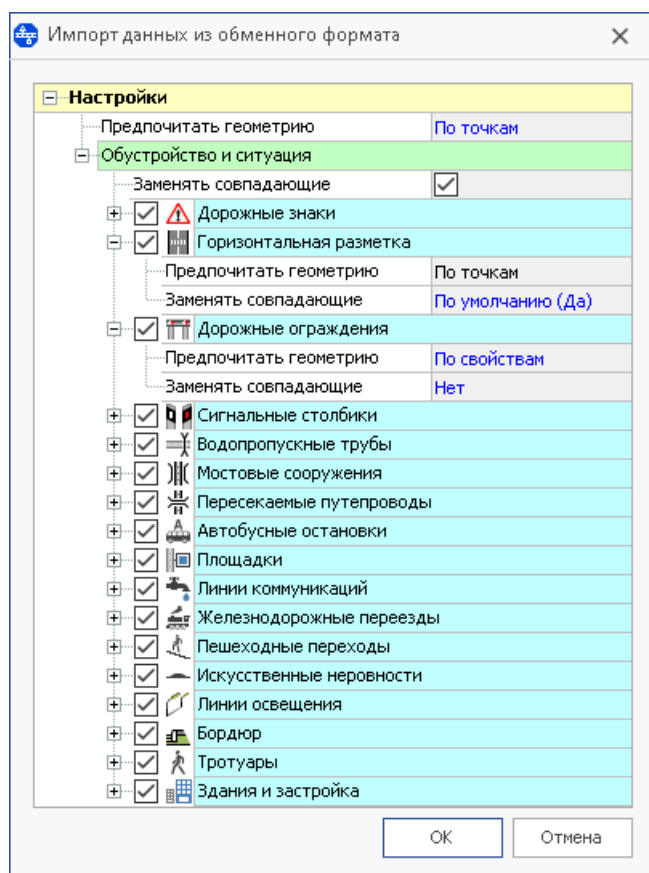 Импорт данных из обменного формата
Настройки
Предпочитать геометрию По точкам
Обустройство и ситуация
Заменять совпадающие
Дорожные знаки
Горизонтальная разметка
Предпочитать геометрию По точкам
Заменять совпадающие По умолчанию (Да)
Дорожные ограждения
Предпочитать геометрию По свойствам
Заменять совпадающие Нет
Сигнальные столбики
Водопропускные трубы
Мостовые сооружения
Пересекаемые путепроводы
Автобусные остановки
Площадки
Линии коммуникаций
Железнодорожные переезды
Пешеходные переходы
Искусственные неровности
Линии освещения
Бордюр
Тротуары
Здания и застройка
OK Отмена